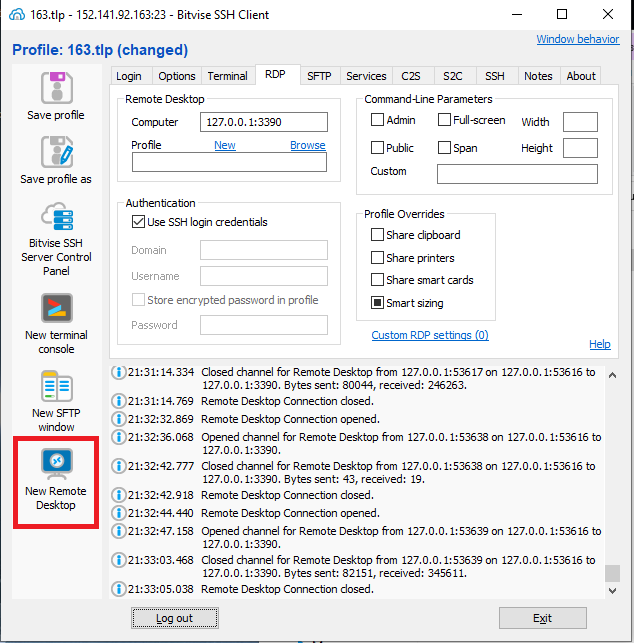 163.tlp - 152.141.92.163:23 - Bitvise SSH Client
Window behavior
Profile: 163.tlp (changed)
Save profile
Save profile as
Bitvise SSH
Server Control
Panel
New terminal
console
New SFTP
window
New Remote
Desktop
Login Options Terminal RDP SFTP Services C2S S2C SSH Notes About
Remote Desktop
Computer 127.0.0.1:3390
Profile New Browse
Authentication
Use SSH login credentials
Domain
Username
Store encrypted password in profile
Password
Command-Line Parameters
Admin Full-screen Width
Public Span Height
Custom
Profile Overrides
Share clipboard
Share printers
Share smart cards
Smart sizing
Custom RDP settings (0)
Help
21:31:14.334 Closed channel for Remote Desktop from 127.0.0.1:53617 on 127.0.0.1:53616 to
127.0.0.1:3390. Bytes sent: 80044, received: 246263.
21:31:14.769 Remote Desktop Connection closed.
21:32:32.869 Remote Desktop Connection opened.
21:32:36.068 Opened channel for Remote Desktop from 127.0.0.1:53638 on 127.0.0.1:53616 to
127.0.0.1:3390.
21:32:42.777 Closed channel for Remote Desktop from 127.0.0.1:53638 on 127.0.0.1:53616 to
127.0.0.1:3390. Bytes sent: 43, received: 19.
21:32:42.918 Remote Desktop Connection closed.
21:32:44.440 Remote Desktop Connection opened.
21:32:47.158 Opened channel for Remote Desktop from 127.0.0.1:53639 on 127.0.0.1:53616 to
127.0.0.1:3390.
21:33:03.468 Closed channel for Remote Desktop from 127.0.0.1:53639 on 127.0.0.1:53616 to
127.0.0.1:3390. Bytes sent: 82151, received: 345611.
21:33:05.038 Remote Desktop Connection closed.
Log out
Exit